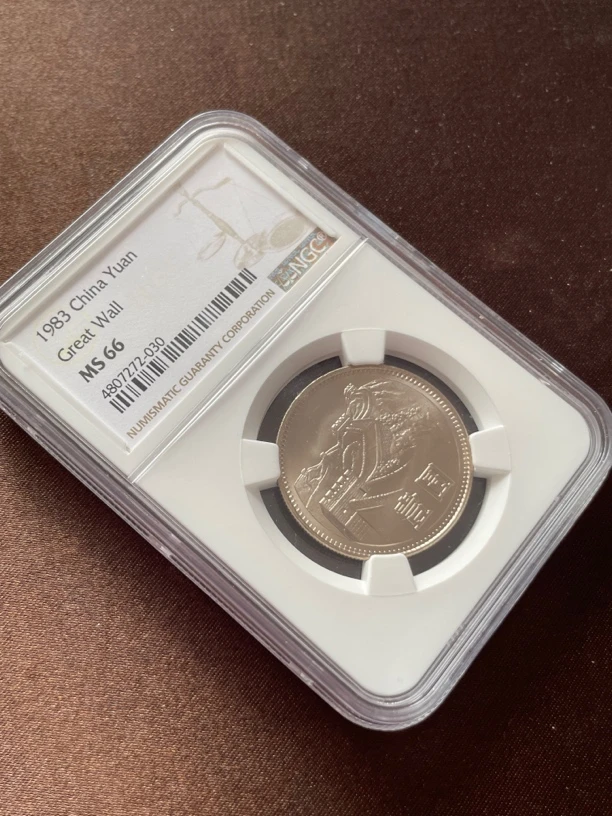 1983 China Yuan
Great Wall
MS 66
4807272-030
NUMISMATIC GUARANTY CORPORATION
NGC
壹圆